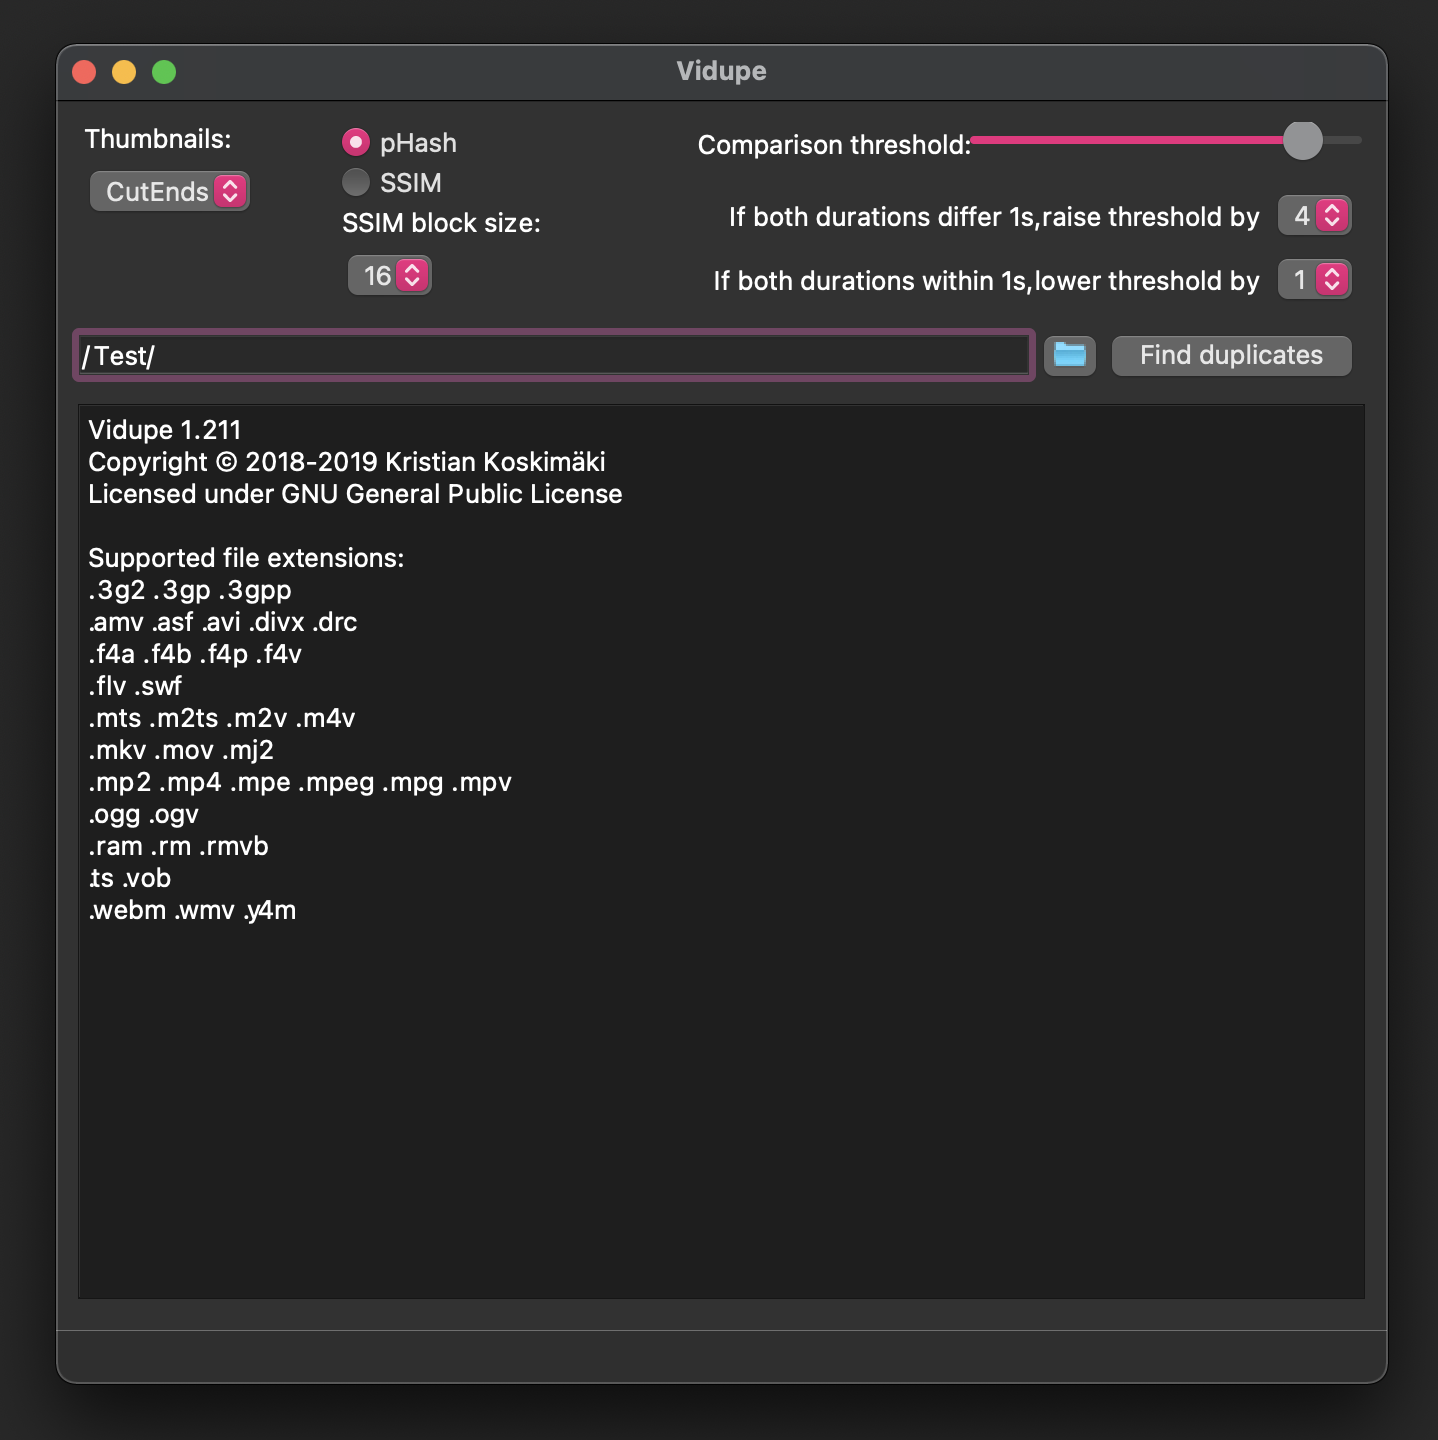 Vidupe
Thumbnails:
CutEnds
pHash
SSIM
SSIM block size:
16
Comparison threshold:
If both durations differ 1s,raise threshold by 4
If both durations within 1s,lower threshold by 1
/Test/
Find duplicates
Vidupe 1.211
Copyright © 2018-2019 Kristian Koskimäki
Licensed under GNU General Public License
Supported file extensions:
.3g2 .3gp .3gpp
.amv .asf .avi .divx .drc
.f4a .f4b .f4p .f4v
.flv .swf
.mts .m2ts .m2v .m4v
.mkv .mov .mj2
.mp2 .mp4 .mpe .mpeg .mpg .mpv
.ogg .ogv
.ram .rm .rmvb
.ts .vob
.webm .wmv .y4m